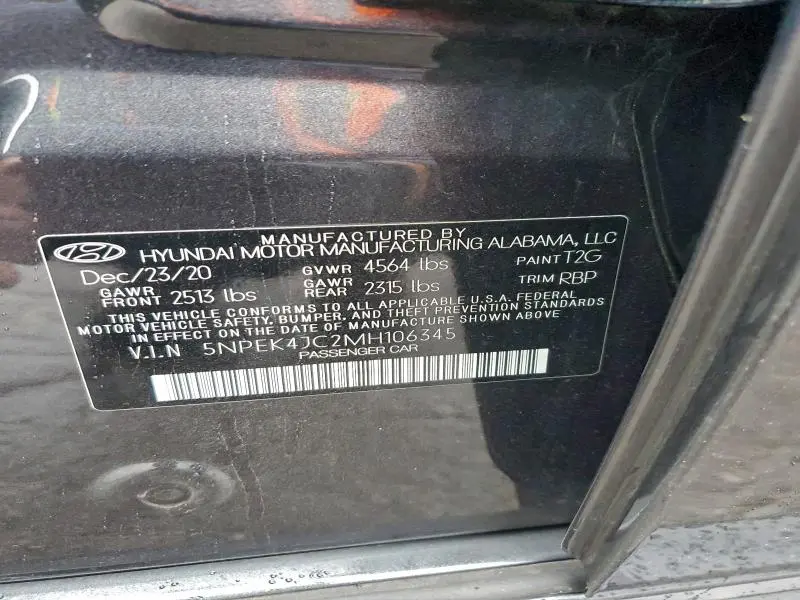 MANUFACTURED BY
HYUNDAI MOTOR MANUFACTURING ALABAMA, LLC
Dec/23/20 GVWR 4564 lbs PAINT T2G
GAWR FRONT 2513 lbs GAWR REAR 2315 lbs TRIM RBP
THIS VEHICLE CONFORMS TO ALL APPLICABLE U.S.A. FEDERAL
MOTOR VEHICLE SAFETY, BUMPER, AND THEFT PREVENTION STANDARDS
IN EFFECT ON THE DATE OF MANUFACTURE SHOWN ABOVE
V.I.N 5NPEK4JC2MH106345
PASSENGER CAR